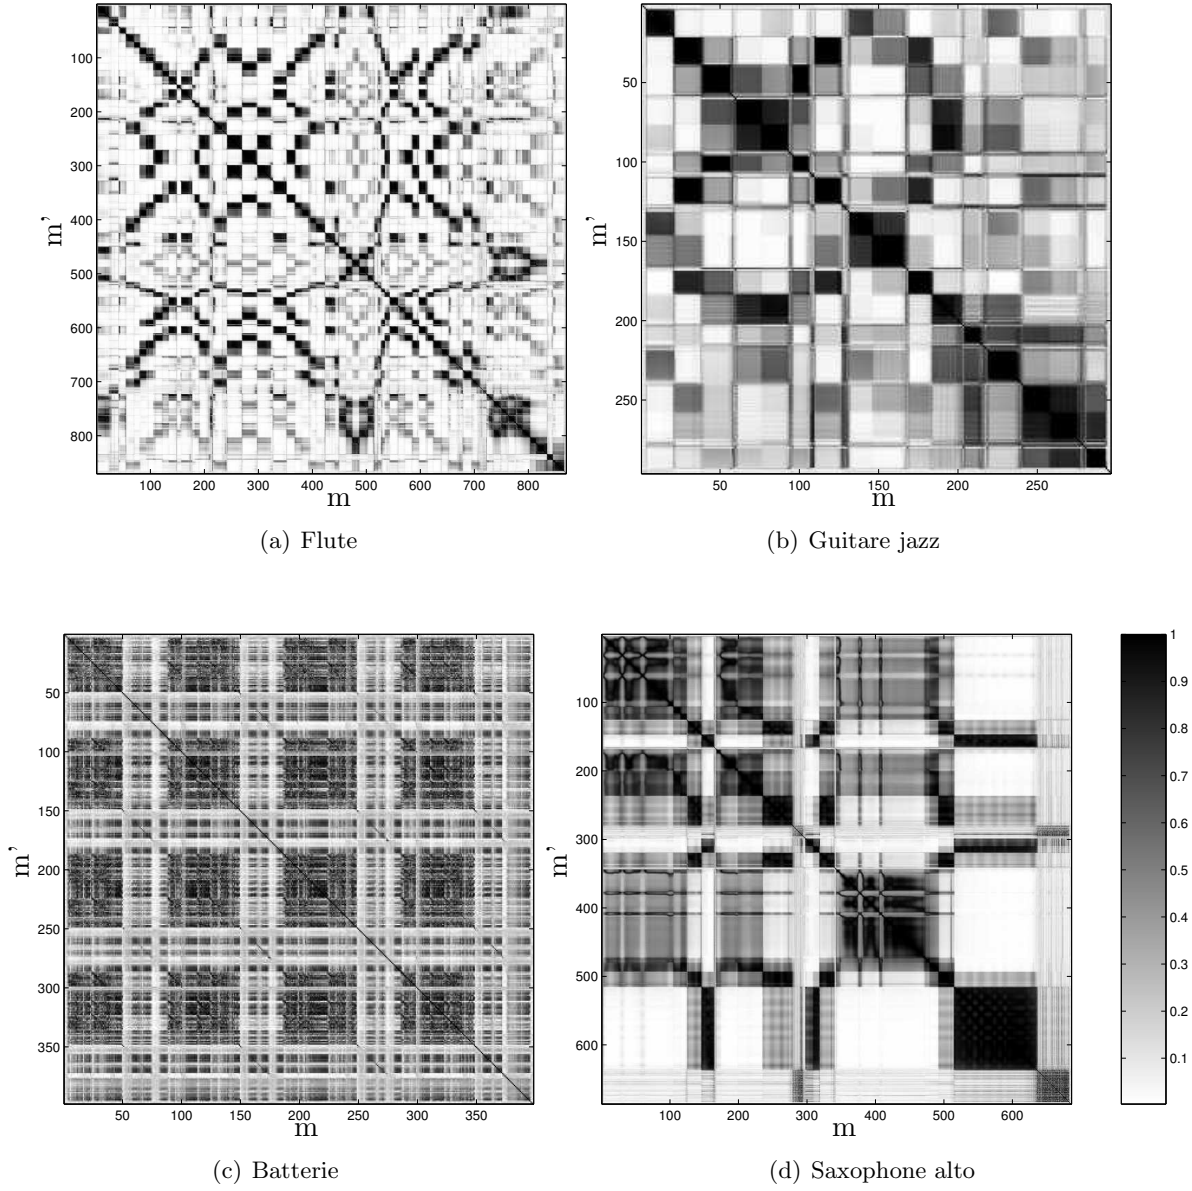 100
200
300
400
500
600
700
800
m'
100 200 300 400 500 600 700 800
m
(a) Flute
50
100
150
200
250
m'
50 100 150 200 250
m
(b) Guitare jazz
50
100
150
200
250
300
350
m'
50 100 150 200 250 300 350
m
(c) Batterie
100
200
300
400
500
600
m'
100 200 300 400 500 600
m
(d) Saxophone alto
1
0.9
0.8
0.7
0.6
0.5
0.4
0.3
0.2
0.1